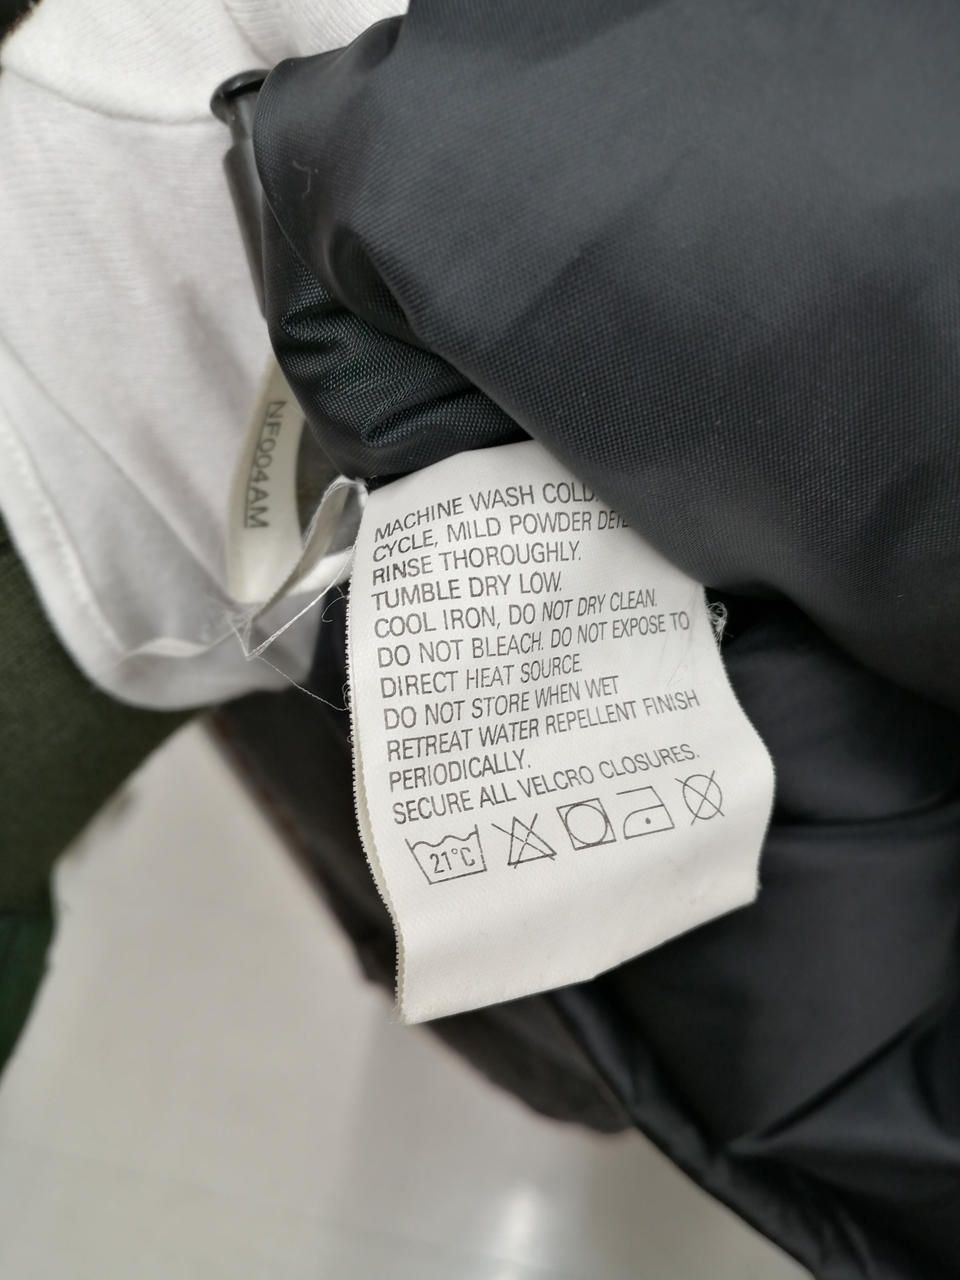 NF004AM
MACHINE WASH COLD.
CYCLE, MILD POWDER
RINSE THOROUGHLY.
TUMBLE DRY LOW.
COOL IRON, DO NOT DRY CLEAN.
DO NOT BLEACH. DO NOT EXPOSE TO
DIRECT HEAT SOURCE
DO NOT STORE WHEN WET
RETREAT WATER REPELLENT FINISH
PERIODICALLY.
SECURE ALL VELCRO CLOSURES.
21°C